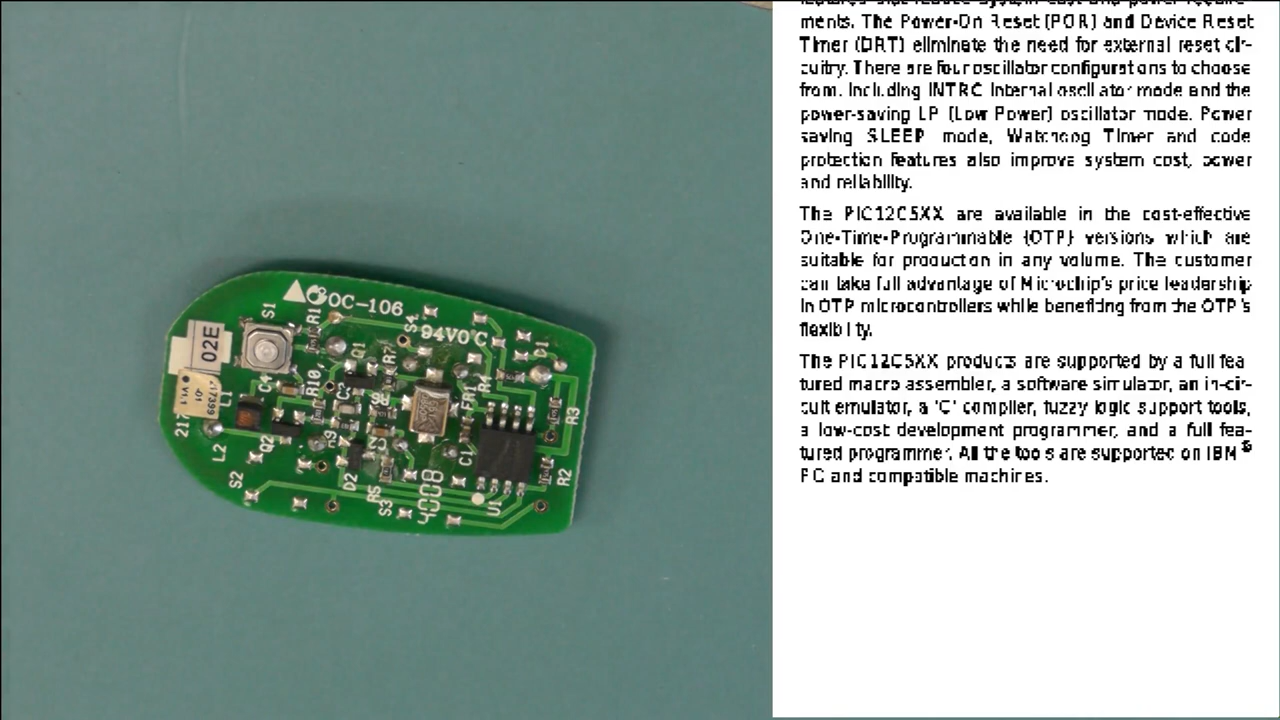 OC-106
94V0
C
S1
R1
S4
C1
02E
Q1
R7
R4
R10
C2
217399
-01
V1.1
L1
FR1
R3
217
R9
Q2
L2
C1
S2
D2
R5
S3
4008
U1
R2
ments. The Power-On Reset (POR) and Device Reset
Timer (DRT) eliminate the need for external reset cir-
cuitry. There are four oscillator configurations to choose
from, including INTRC internal oscillator mode and the
power-saving LP (Low Power) oscillator mode. Power
saving SLEEP mode, Watchdog Timer and code
protection features also improve system cost, power
and reliability.
The PIC12C5XX are available in the cost-effective
One-Time-Programmable (OTP) versions which are
suitable for production in any volume. The customer
can take full advantage of Microchip's price leadership
in OTP microcontrollers while benefiting from the OTP's
flexibility.
The PIC12C5XX products are supported by a full fea
tured macro assembler, a software simulator, an in-cir-
cuit emulator, a 'C' compiler, fuzzy logic support tools,
a low-cost development programmer, and a full fea-
tured programmer. All the tools are supported on IBM®
PC and compatible machines.